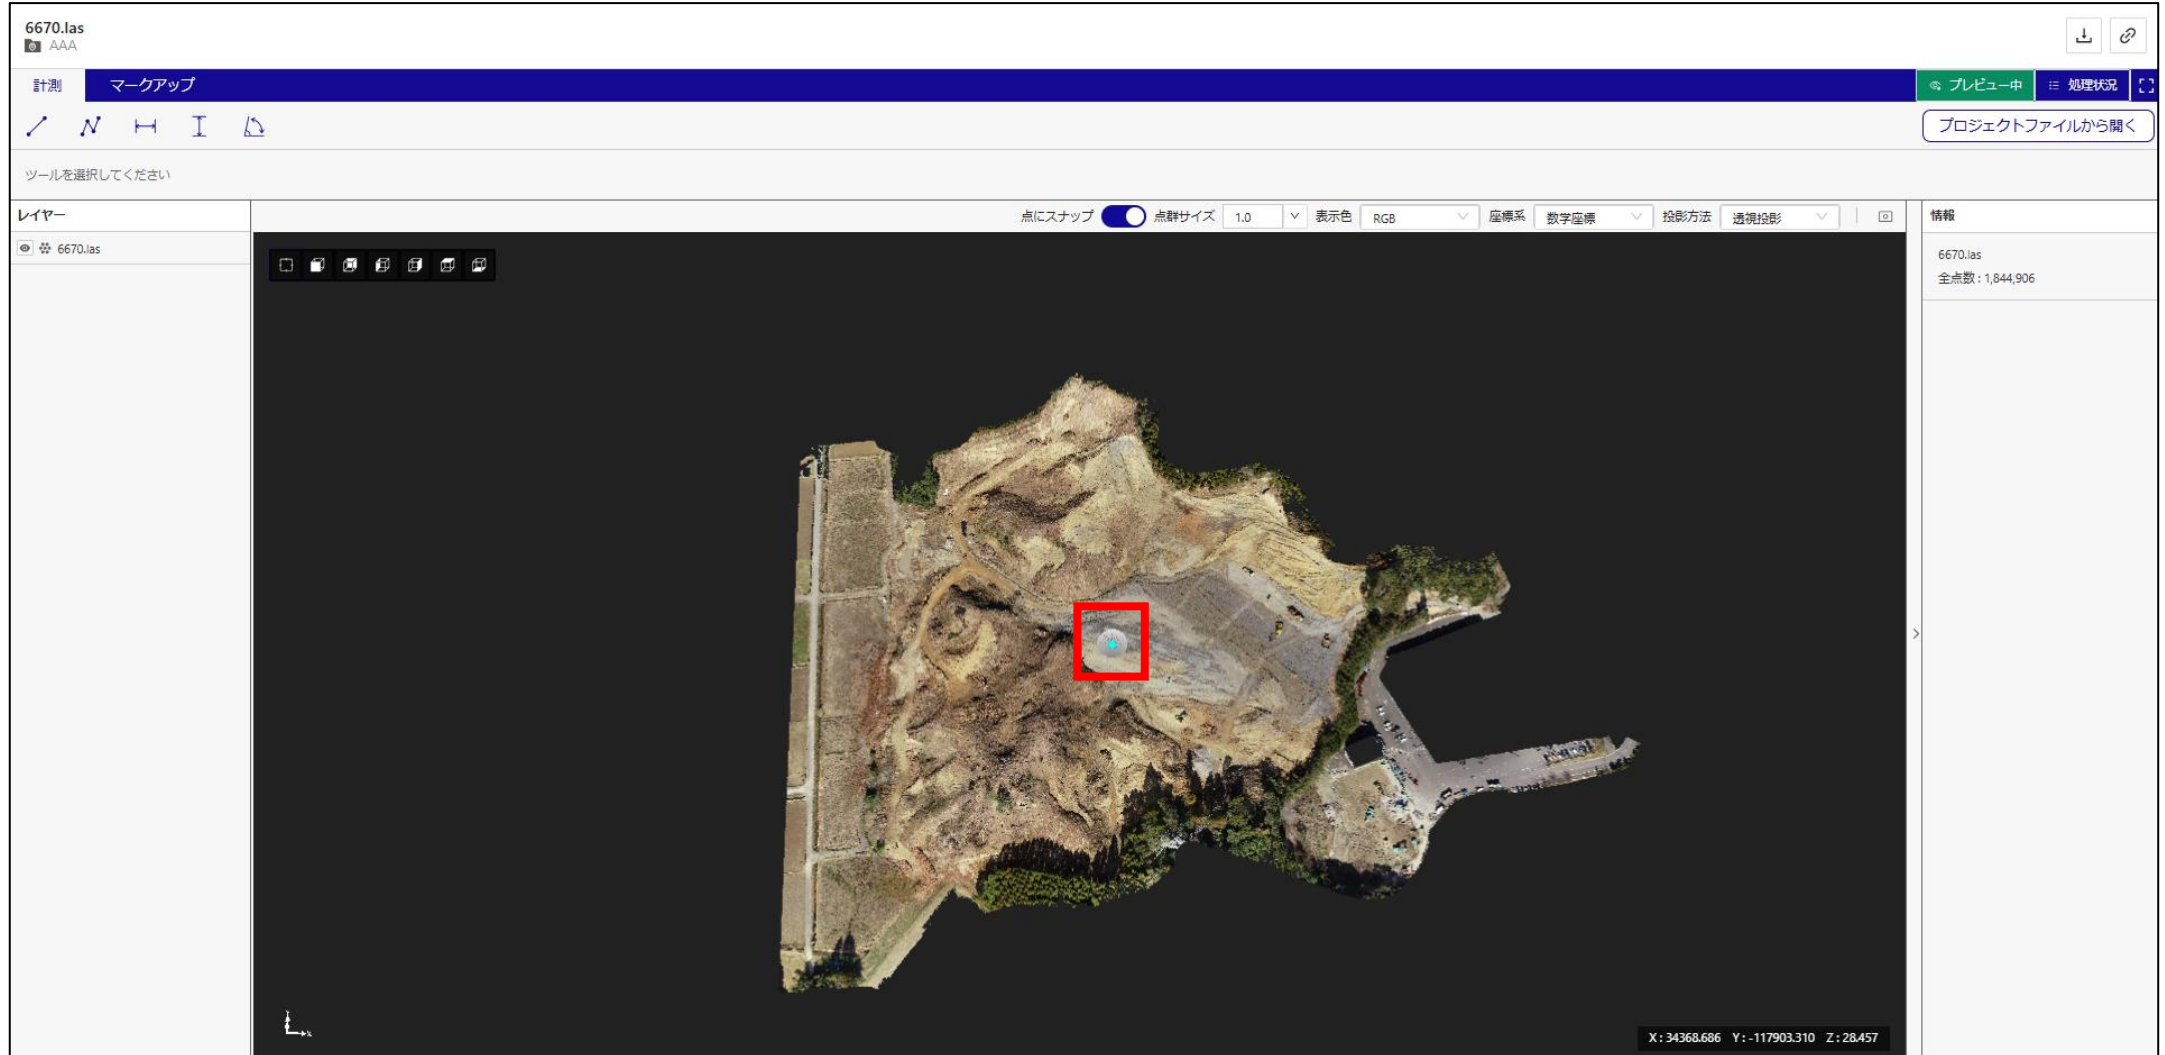 6670.las
AAA
計測 マークアップ プレビュー中 処理状況
プロジェクトファイルから開く
ツールを選択してください
レイヤー 点にスナップ 点群サイズ 1.0 表示色 RGB 座標系 数学座標 投影方法 透視投影 情報
6670.las
6670.las
全点数 : 1,844,906
X : 34368.686 Y : -117903.310 Z : 28.457